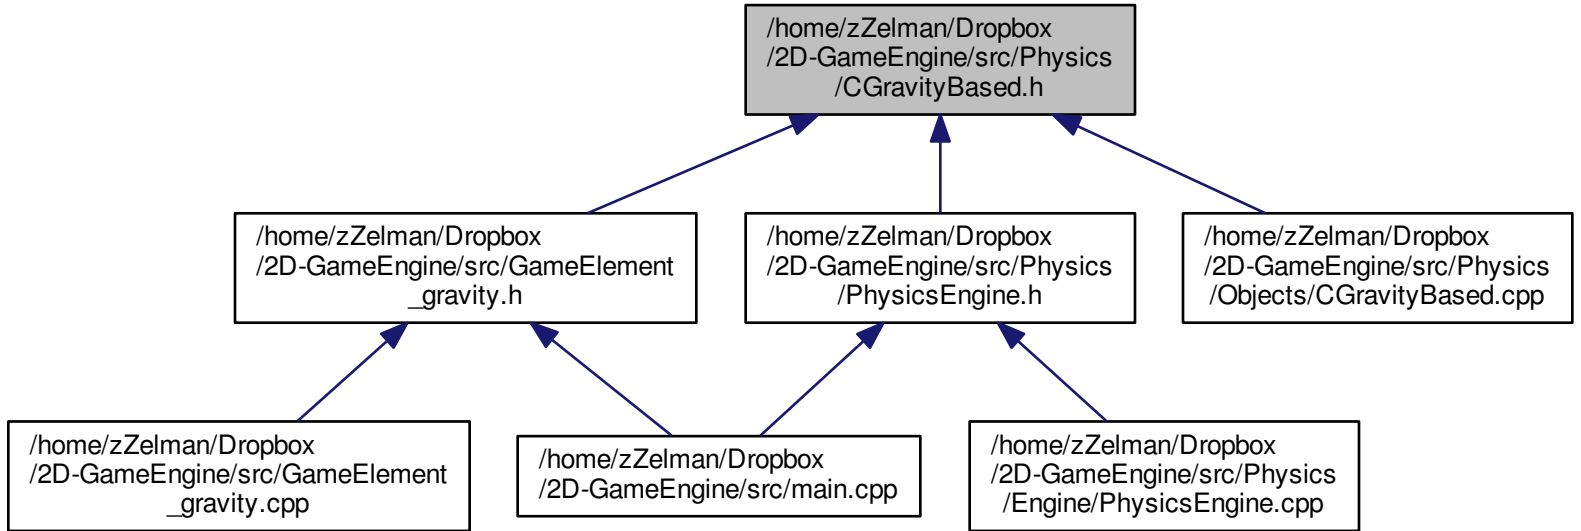 /home/zZelman/Dropbox
/2D-GameEngine/src/Physics
/CGravityBased.h
/home/zZelman/Dropbox
/2D-GameEngine/src/GameElement
_gravity.h
/home/zZelman/Dropbox
/2D-GameEngine/src/Physics
/PhysicsEngine.h
/home/zZelman/Dropbox
/2D-GameEngine/src/Physics
/Objects/CGravityBased.cpp
/home/zZelman/Dropbox
/2D-GameEngine/src/GameElement
_gravity.cpp
/home/zZelman/Dropbox
/2D-GameEngine/src/main.cpp
/home/zZelman/Dropbox
/2D-GameEngine/src/Physics
/Engine/PhysicsEngine.cpp